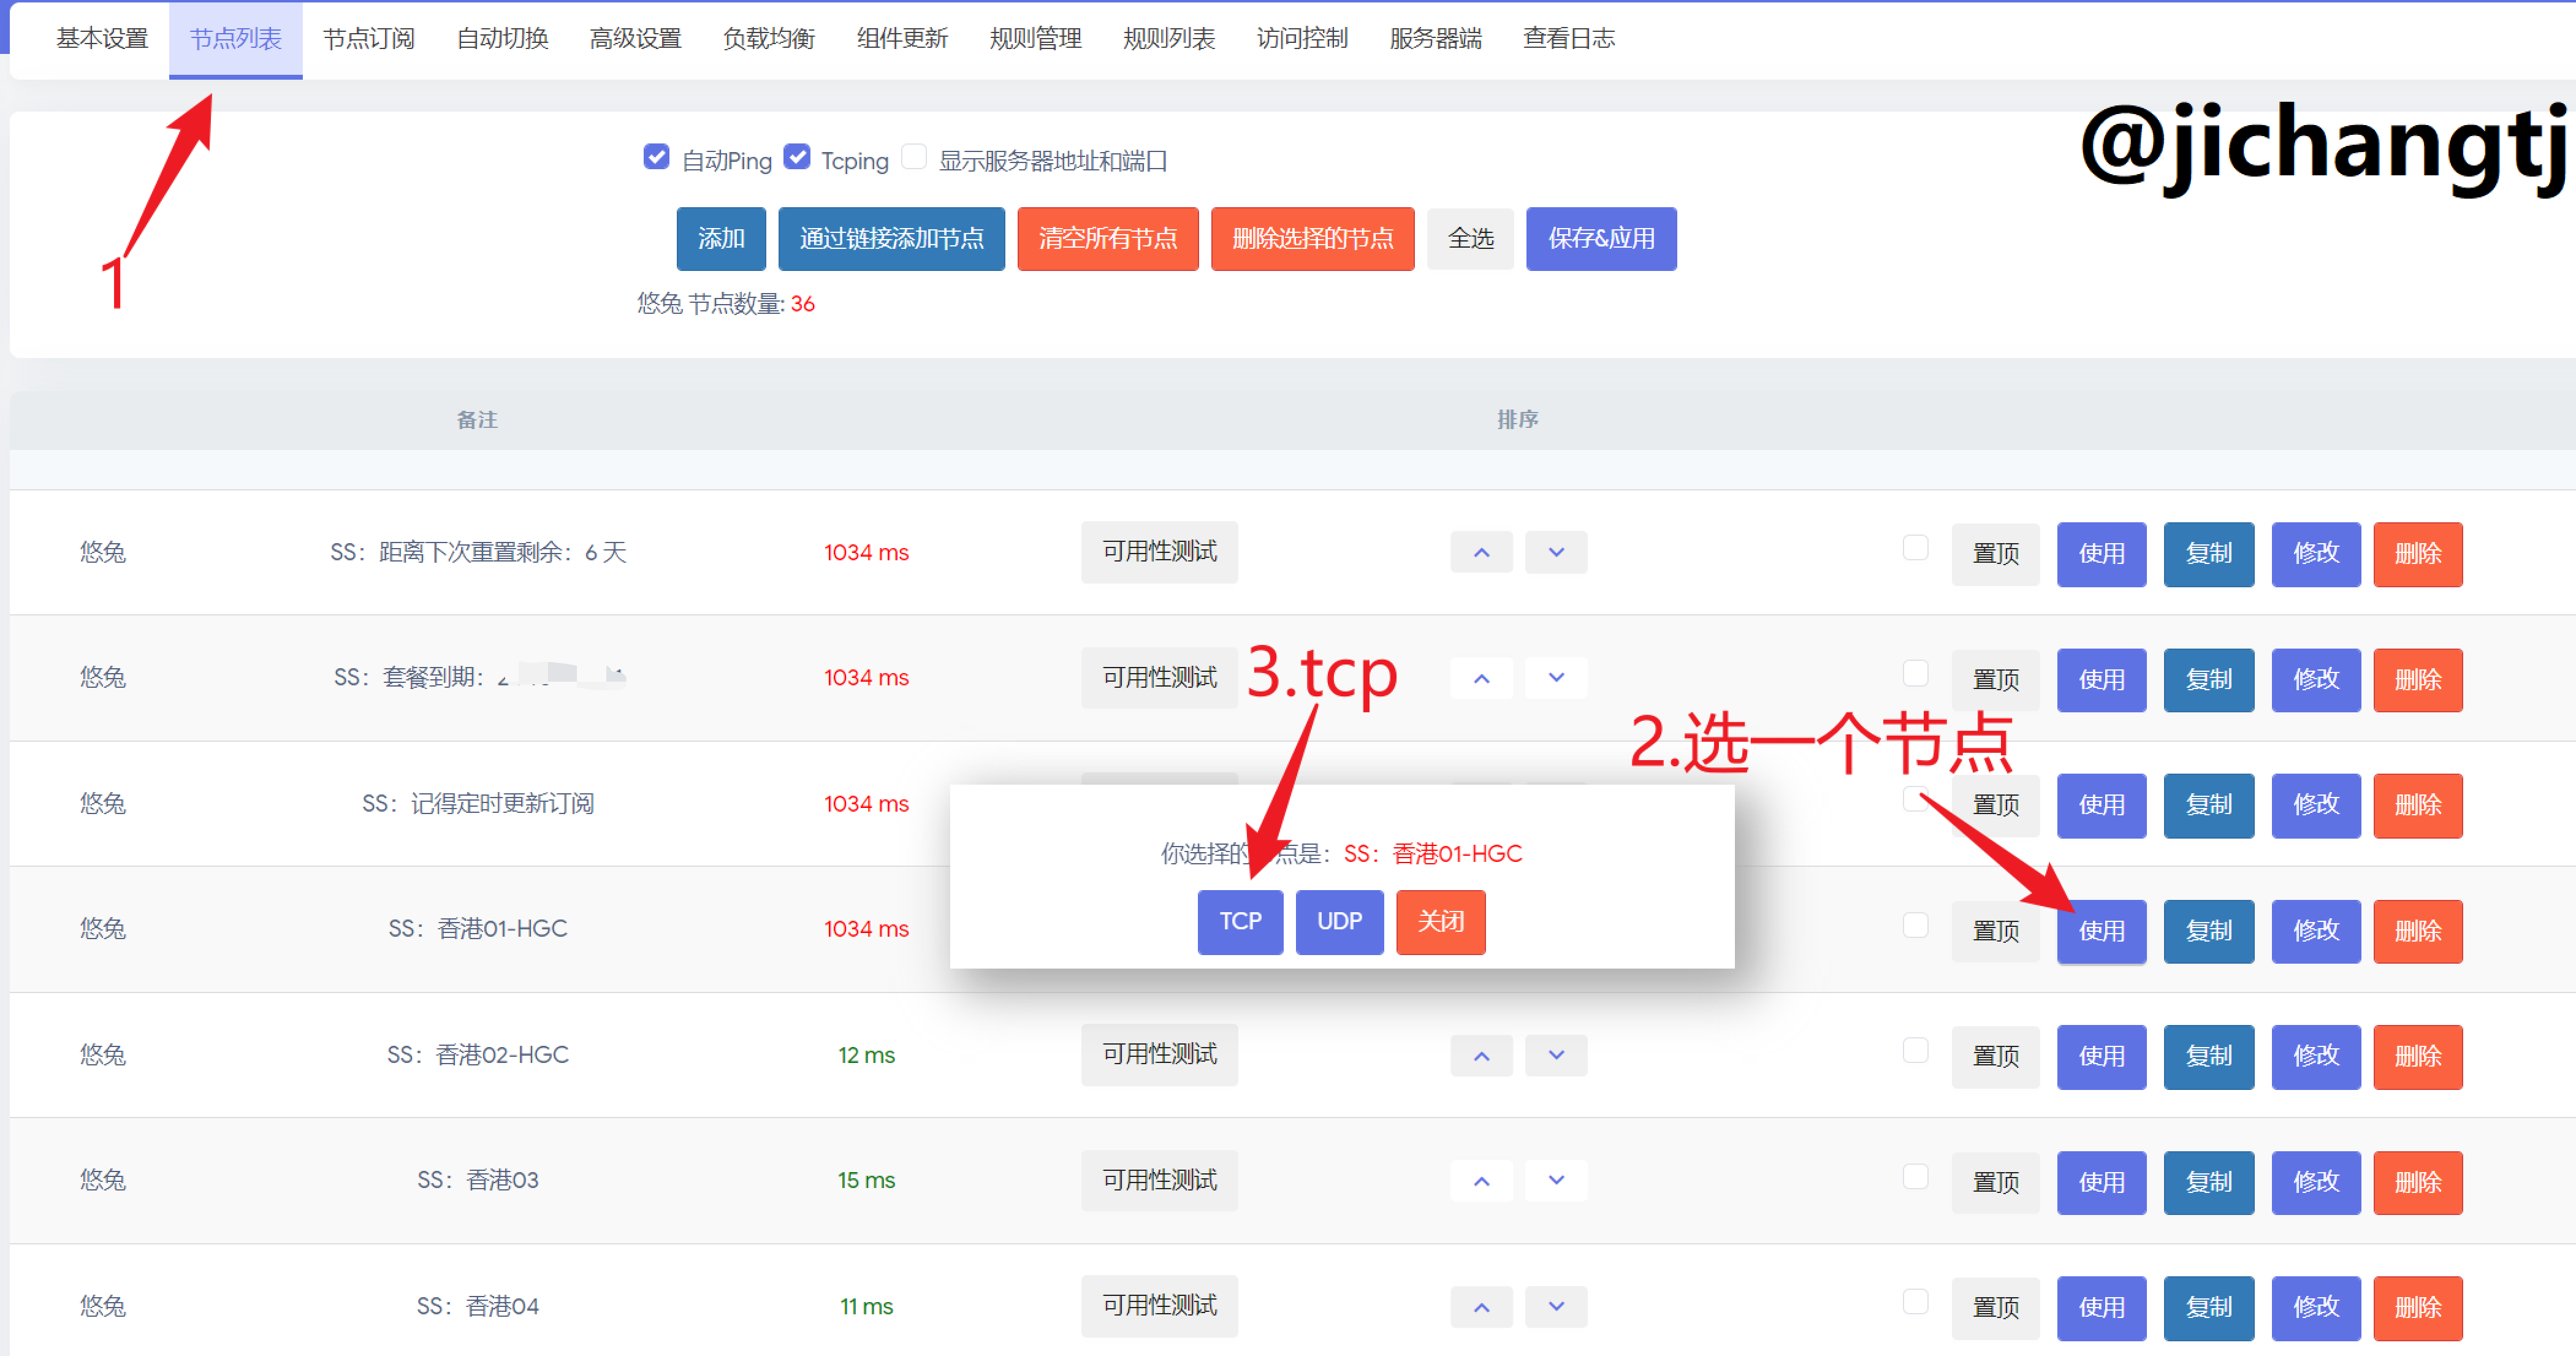 基本设置 节点列表 节点订阅 自动切换 高级设置 负载均衡 组件更新 规则管理 规则列表 访问控制 服务器端 查看日志
@jichangtj
自动Ping Tcping 显示服务器地址和端口
添加 通过链接添加节点 清空所有节点 删除选择的节点 全选 保存&应用
1
悠兔 节点数量: 36
备注 排序
悠兔 SS：距离下次重置剩余：6 天 1034 ms 可用性测试 置顶 使用 复制 修改 删除
悠兔 SS：套餐到期： 1034 ms 可用性测试 置顶 使用 复制 修改 删除
3.tcp
2.选一个节点
悠兔 SS：记得定时更新订阅 1034 ms 置顶 使用 复制 修改 删除
你选择的 点是：SS：香港01-HGC
TCP UDP 关闭
悠兔 SS：香港01-HGC 1034 ms 置顶 使用 复制 修改 删除
悠兔 SS：香港02-HGC 12 ms 可用性测试 置顶 使用 复制 修改 删除
悠兔 SS：香港03 15 ms 可用性测试 置顶 使用 复制 修改 删除
悠兔 SS：香港04 11 ms 可用性测试 置顶 使用 复制 修改 删除